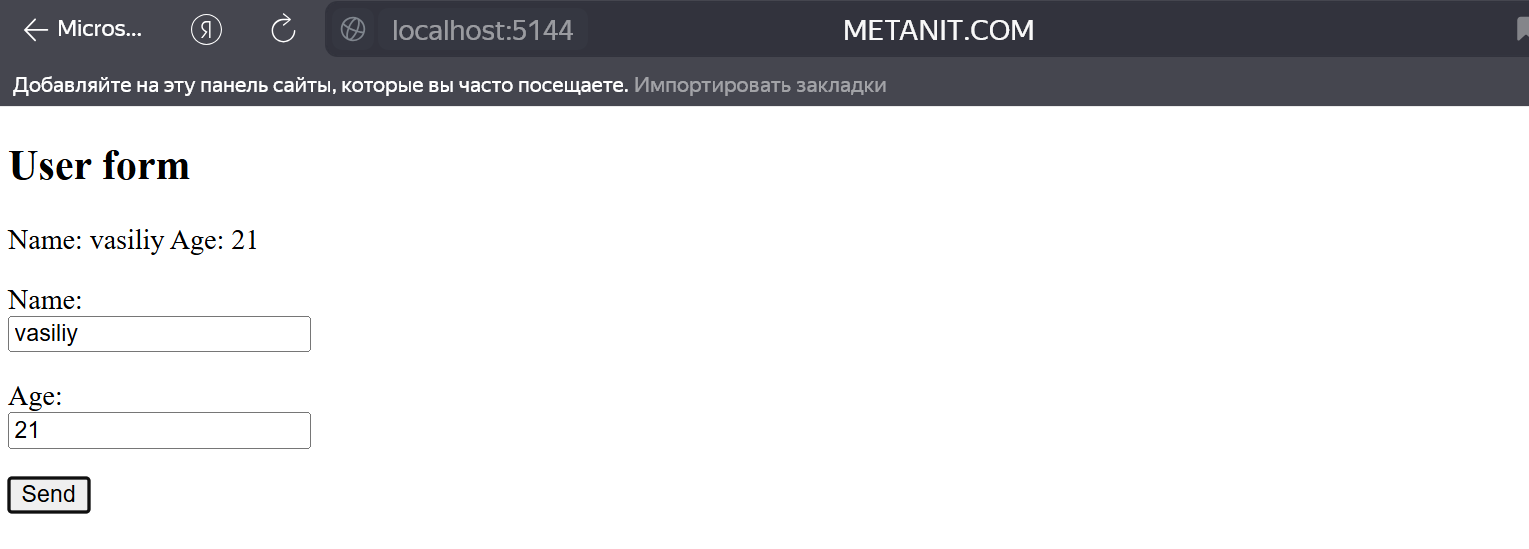 Micros... Я localhost:5144 METANIT.COM
Добавляйте на эту панель сайты, которые вы часто посещаете. Импортировать закладки
User form
Name: vasiliy Age: 21
Name:
vasiliy
Age:
21
Send